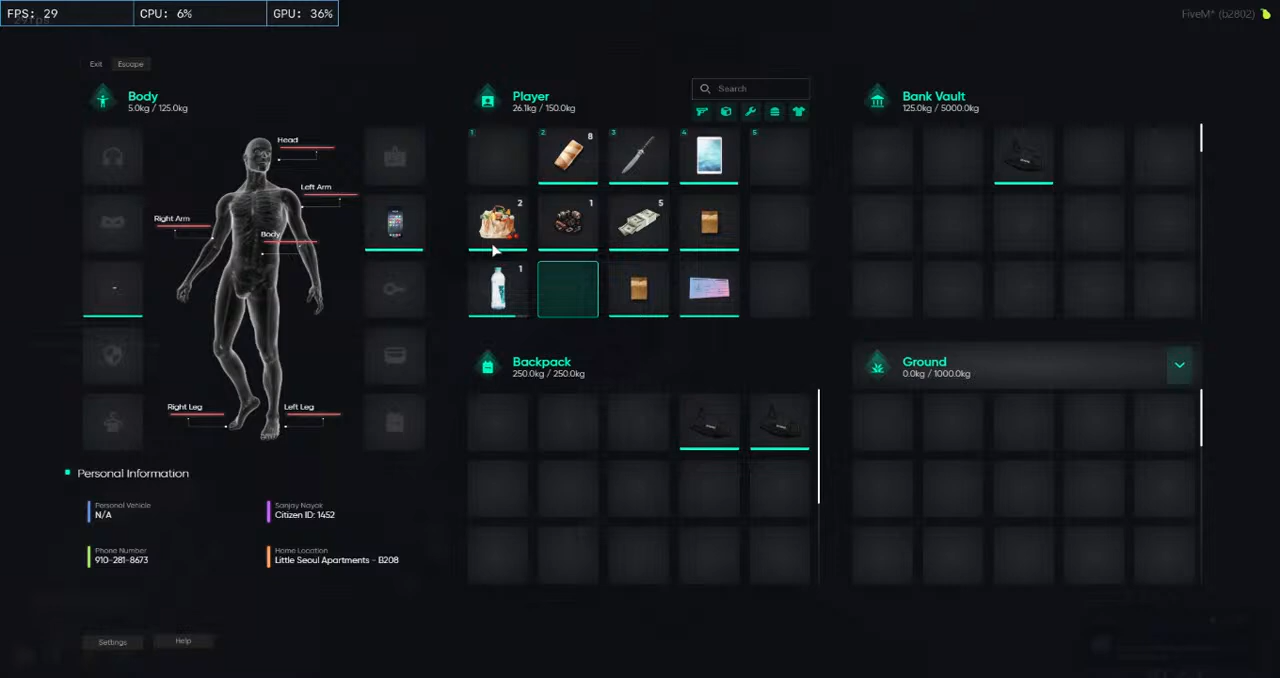 FPS: 29
CPU: 6%
GPU: 36%
FiveM* (b2802)
Exit
Escape
Body
5.0kg / 125.0kg
Head
Left Arm
Right Arm
Body
Right Leg
Left Leg
Personal Information
Personal Vehicle
N/A
Sanjay Nayak
Citizen ID: 1452
Phone Number
910-281-8673
Home Location
Little Seoul Apartments - B208
Settings
Help
Player
26.1kg / 150.0kg
Search
1
2
8
3
4
5
2
1
5
1
Backpack
250.0kg / 250.0kg
Bank Vault
125.0kg / 5000.0kg
Ground
0.0kg / 1000.0kg